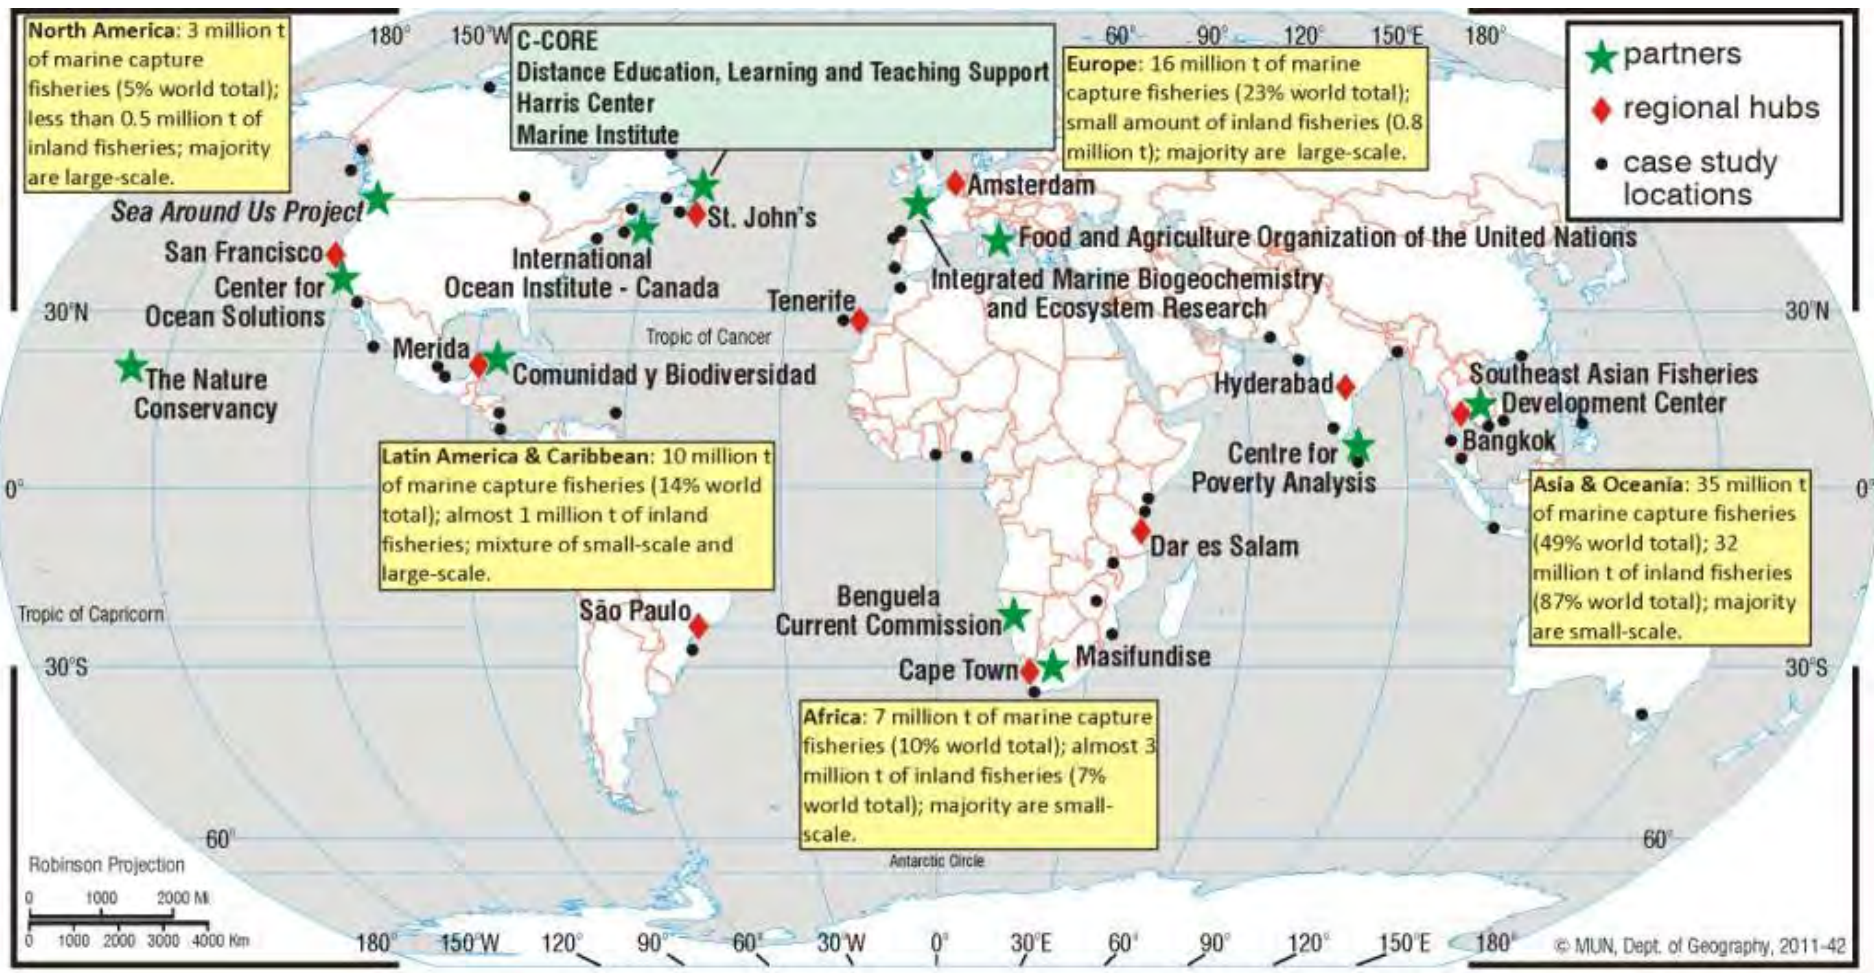 North America: 3 million t
of marine capture
fisheries (5% world total);
less than 0.5 million t of
inland fisheries; majority
are large-scale.
180°
150°W
C-CORE
Distance Education, Learning and Teaching Support
Harris Center
Marine Institute
60°
90°
120°
150°E
180°
Europe: 16 million t of marine
capture fisheries (23% world total);
small amount of inland fisheries (0.8
million t); majority are large-scale.
partners
regional hubs
case study
locations
Sea Around Us Project
San Francisco
Center for
Ocean Solutions
International
Ocean Institute - Canada
St. John's
Amsterdam
Food and Agriculture Organization of the United Nations
Integrated Marine Biogeochemistry
and Ecosystem Research
Tenerife
30°N
30°N
Tropic of Cancer
Merida
Comunidad y Biodiversidad
The Nature
Conservancy
Hyderabad
Southeast Asian Fisheries
Development Center
Bangkok
Centre for
Poverty Analysis
Latin America & Caribbean: 10 million t
of marine capture fisheries (14% world
total); almost 1 million t of inland
fisheries; mixture of small-scale and
large-scale.
0°
0°
Asia & Oceania: 35 million t
of marine capture fisheries
(49% world total); 32
million t of inland fisheries
(87% world total); majority
are small-scale.
Dar es Salam
Benguela
Current Commission
São Paulo
Tropic of Capricorn
Masifundise
Cape Town
30°S
30°S
Africa: 7 million t of marine capture
fisheries (10% world total); almost 3
million t of inland fisheries (7%
world total); majority are small-
scale.
60°
60°
Antarctic Circle
Robinson Projection
0 1000 2000 Mi
0 1000 2000 3000 4000 Km
180° 150°W 120° 90° 60° 30°W 0° 30°E 60° 90° 120° 150°E 180°
© MUN, Dept. of Geography, 2011-42